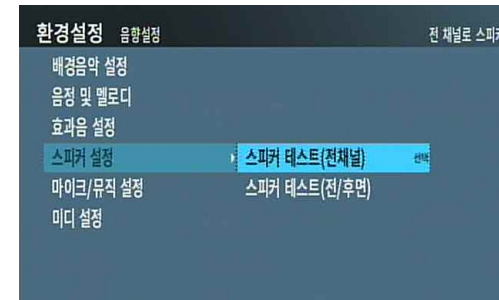 환경설정 음향설정 전 채널로 스피커
배경음악 설정
음정 및 멜로디
효과음 설정
스피커 설정 스피커 테스트(전채널) 선택
마이크/뮤직 설정 스피커 테스트(전/후면)
미디 설정